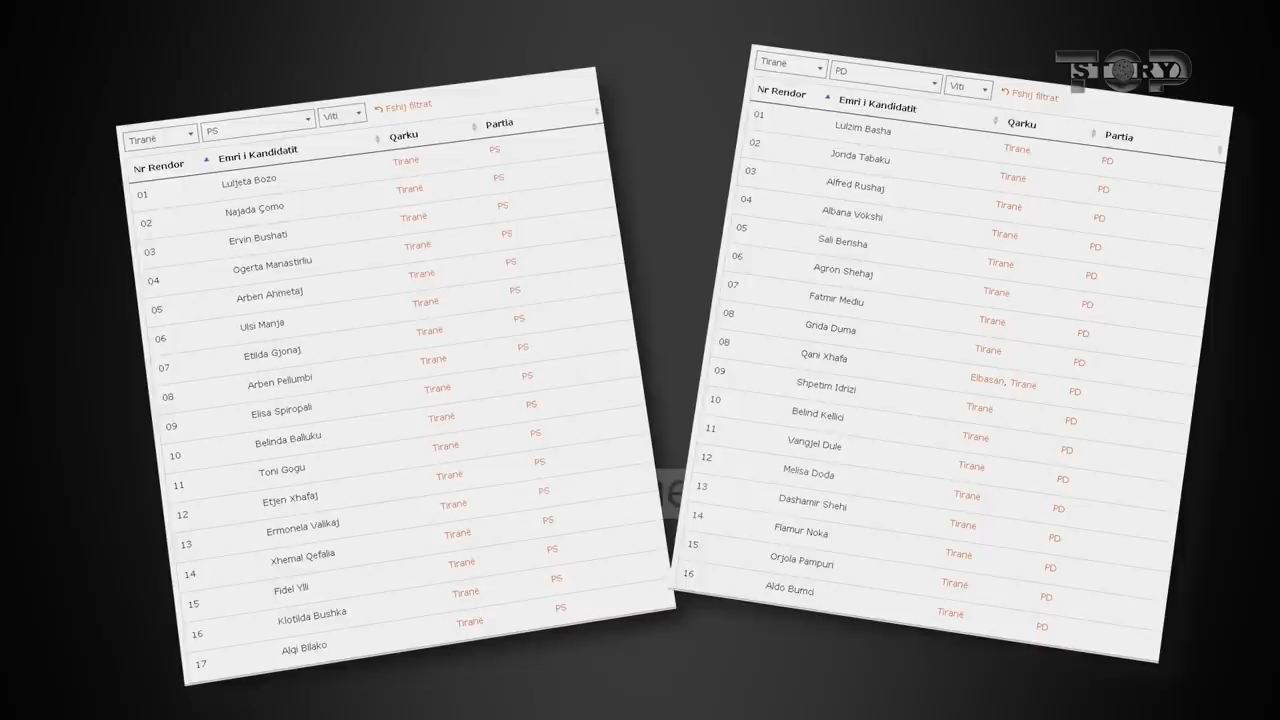 Tiranë PS Viti Fshij filtrat
Nr Rendor Emri i Kandidatit Qarku Partia
01 Luljeta Bozo Tiranë PS
02 Najada Çomo Tiranë PS
03 Ervin Bushati Tiranë PS
04 Ogerta Manastirliu Tiranë PS
05 Arben Ahmetaj Tiranë PS
06 Ulsi Manja Tiranë PS
07 Etilda Gjonaj Tiranë PS
08 Arben Pellumbi Tiranë PS
09 Elisa Spiropali Tiranë PS
10 Belinda Balluku Tiranë PS
11 Toni Gogu Tiranë PS
12 Etjen Xhafaj Tiranë PS
13 Ermonela Valikaj Tiranë PS
14 Xhemal Qefalia Tiranë PS
15 Fidel Ylli Tiranë PS
16 Klotilda Bushka Tiranë PS
17 Alqi Bllako Tiranë PS
Tiranë PD Viti Fshij filtrat
Nr Rendor Emri i Kandidatit Qarku Partia
01 Lulzim Basha Tiranë PD
02 Jonda Tabaku Tiranë PD
03 Alfred Rushaj Tiranë PD
04 Albana Vokshi Tiranë PD
05 Sali Berisha Tiranë PD
06 Agron Shehaj Tiranë PD
07 Fatmir Mediu Tiranë PD
08 Grida Duma Tiranë PD
08 Qani Xhafa Elbasan, Tiranë PD
09 Shpetim Idrizi Tiranë PD
10 Belind Kellici Tiranë PD
11 Vangjel Dule Tiranë PD
12 Melisa Doda Tiranë PD
13 Dashamir Shehi Tiranë PD
14 Flamur Noka Tiranë PD
15 Orjola Pampuri Tiranë PD
16 Aldo Bumci Tiranë PD
TOP STORY